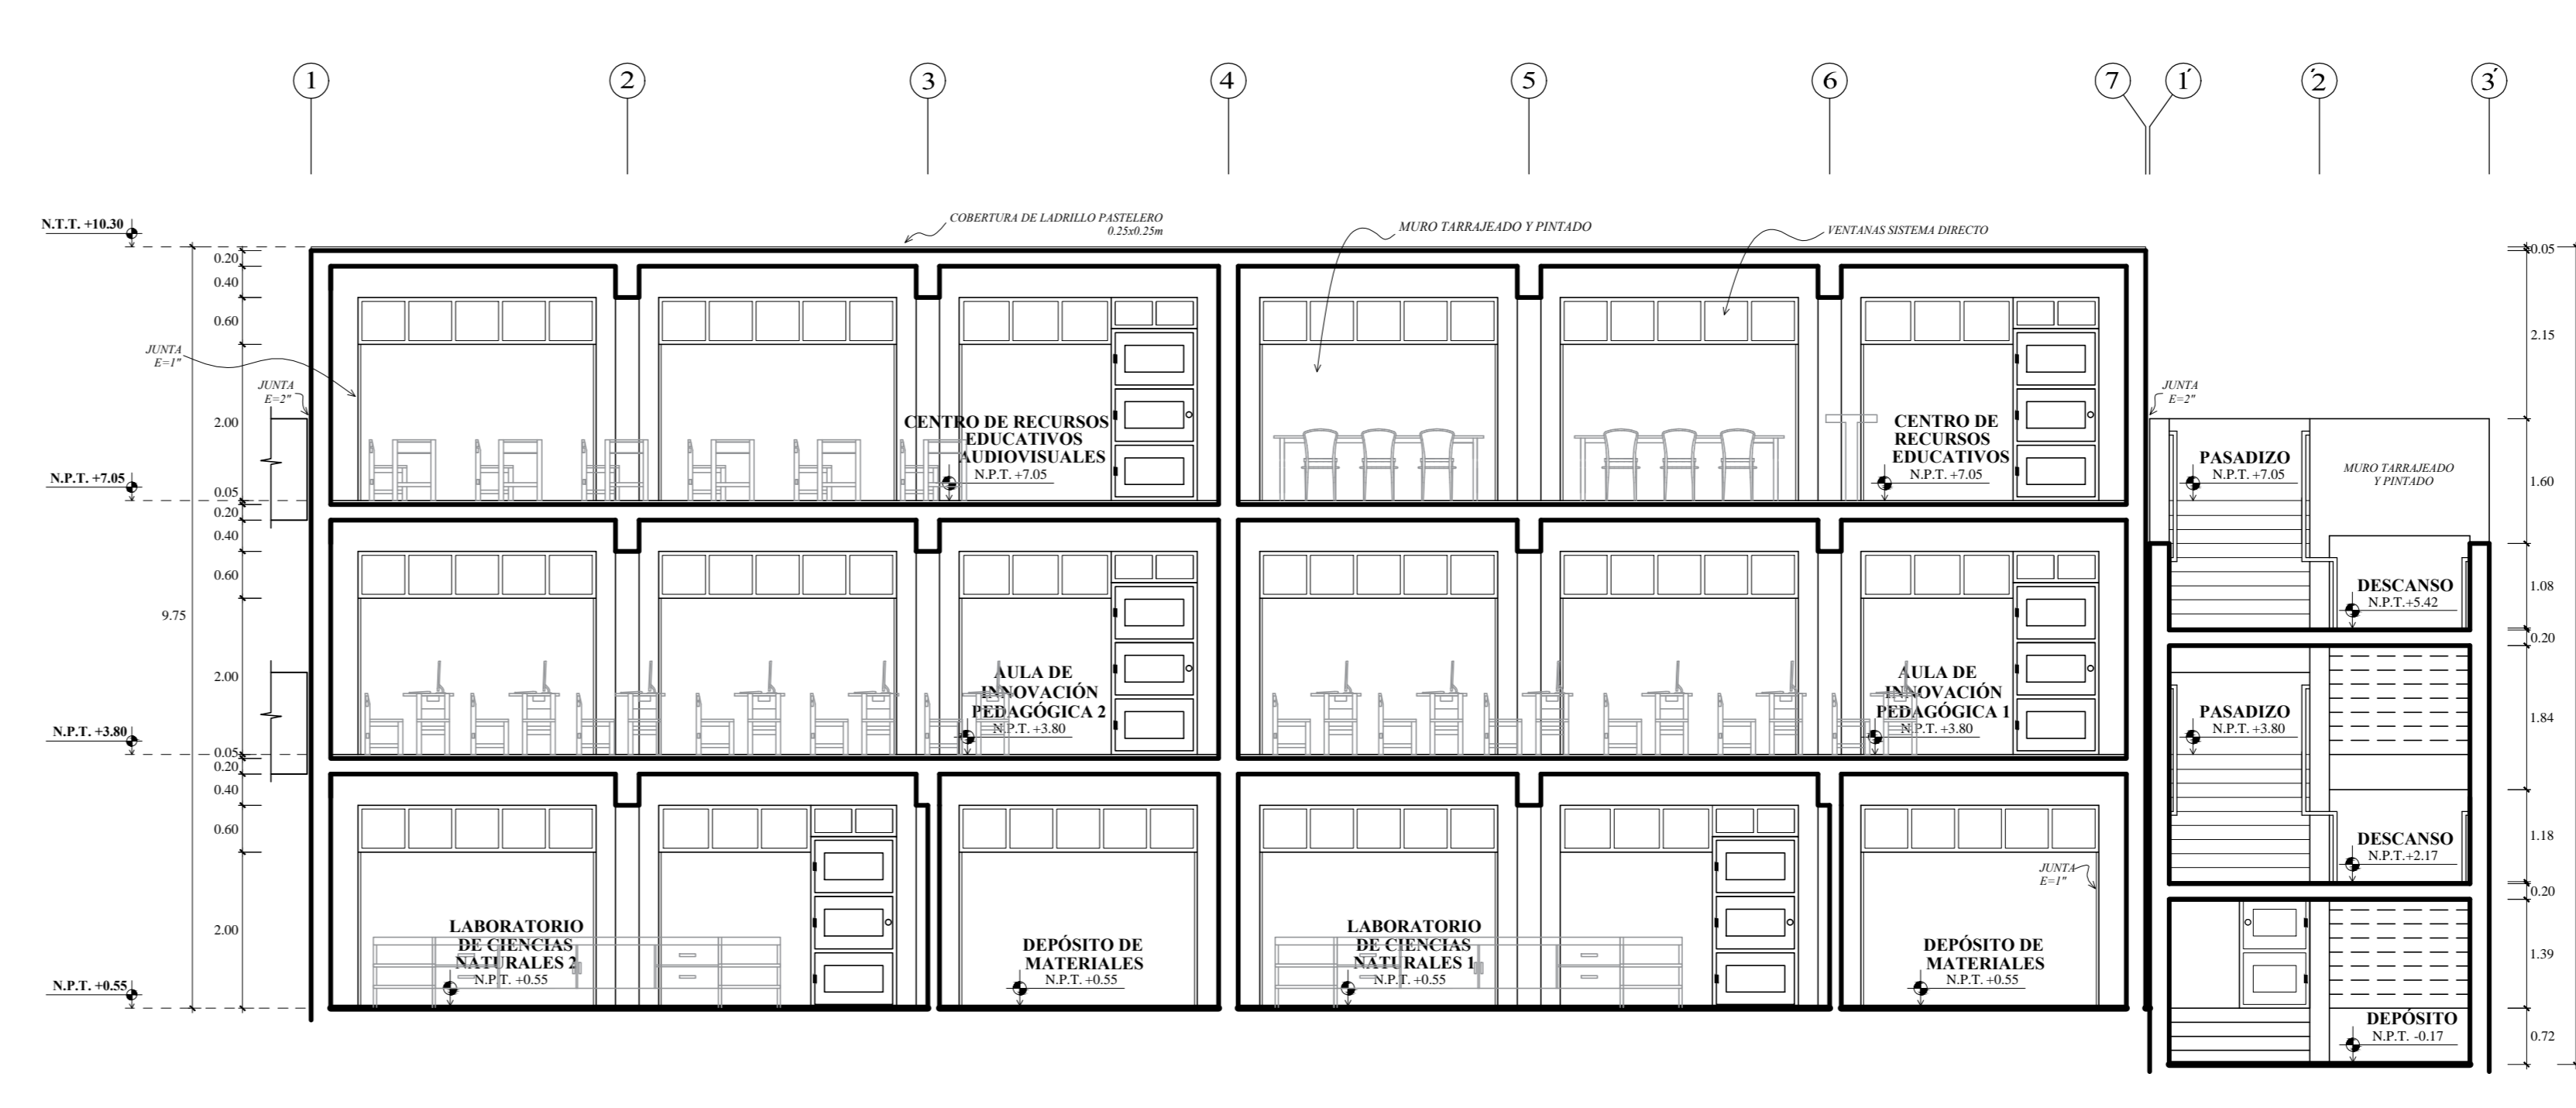 1
2
3
4
5
6
7
1´
´2
3´
N.T.T. +10.30
COBERTURA DE LADRILLO PASTELERO
0.25x0.25m
MURO TARRAJEADO Y PINTADO
VENTANAS SISTEMA DIRECTO
0.20
0.40
0.60
2.00
0.05
0.20
0.40
0.60
2.00
0.05
0.20
0.40
0.60
2.00
9.75
JUNTA
E=1"
JUNTA
E=2"
N.P.T. +7.05
N.P.T. +3.80
N.P.T. +0.55
CENTRO DE RECURSOS
EDUCATIVOS
AUDIOVISUALES
N.P.T. +7.05
CENTRO DE
RECURSOS
EDUCATIVOS
N.P.T. +7.05
AULA DE
INNOVACIÓN
PEDAGÓGICA 2
N.P.T. +3.80
AULA DE
INNOVACIÓN
PEDAGÓGICA 1
N.P.T. +3.80
LABORATORIO
DE CIENCIAS
NATURALES 2
N.P.T. +0.55
DEPÓSITO DE
MATERIALES
N.P.T. +0.55
LABORATORIO
DE CIENCIAS
NATURALES 1
N.P.T. +0.55
DEPÓSITO DE
MATERIALES
N.P.T. +0.55
JUNTA
E=1"
JUNTA
E=2"
PASADIZO
N.P.T. +7.05
MURO TARRAJEADO
Y PINTADO
DESCANSO
N.P.T.+5.42
PASADIZO
N.P.T. +3.80
DESCANSO
N.P.T.+2.17
DEPÓSITO
N.P.T. -0.17
0.05
2.15
1.60
1.08
0.20
1.84
1.18
0.20
1.39
0.72